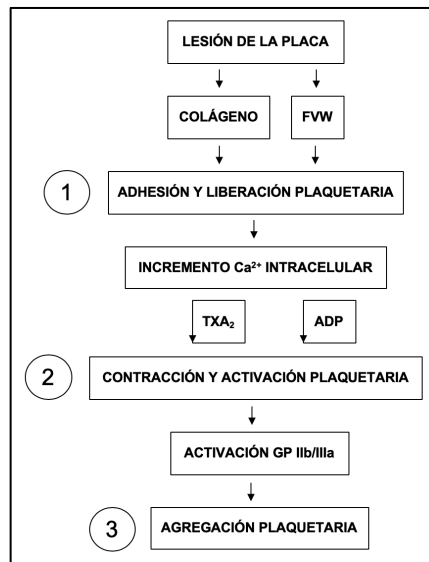 LESIÓN DE LA PLACA
COLÁGENO FVW
1 ADHESIÓN Y LIBERACIÓN PLAQUETARIA
INCREMENTO Ca²⁺ INTRACELULAR
TXA₂ ADP
2 CONTRACCIÓN Y ACTIVACIÓN PLAQUETARIA
ACTIVACIÓN GP IIb/IIIa
3 AGREGACIÓN PLAQUETARIA